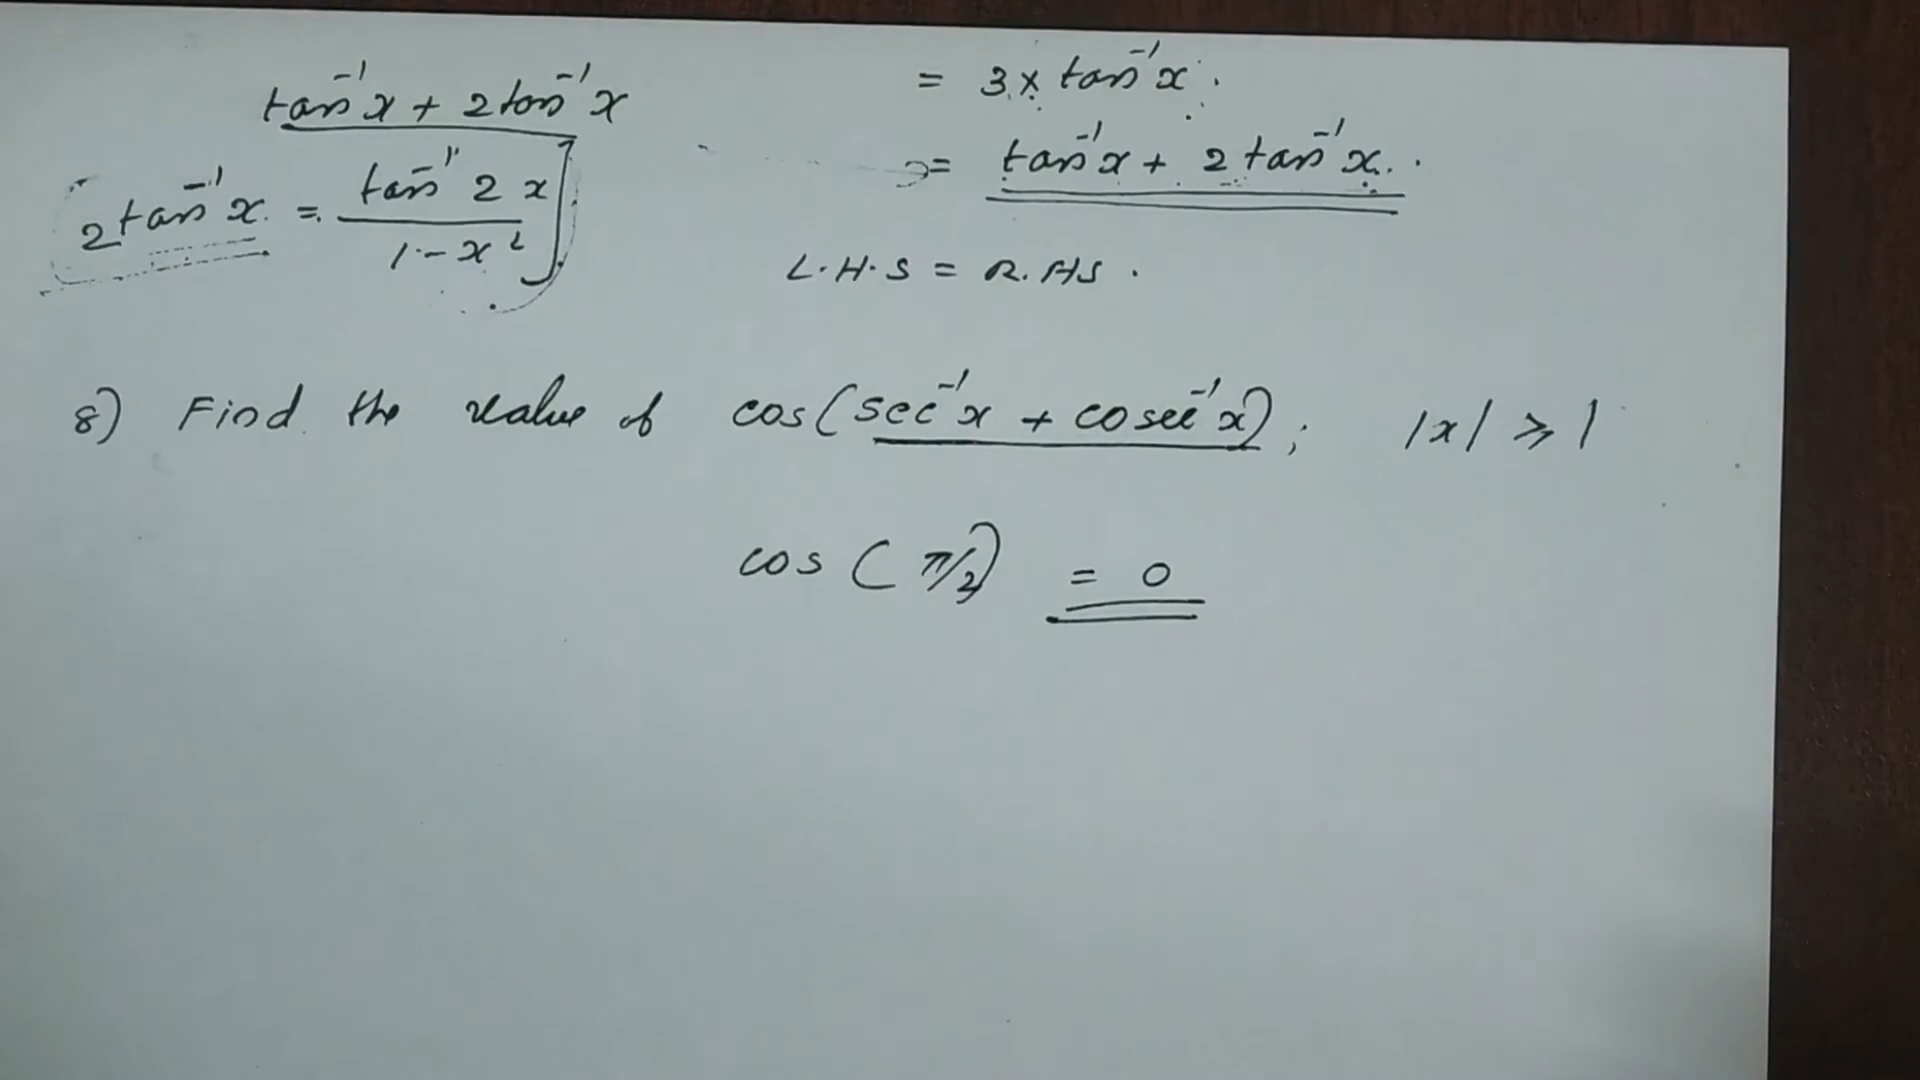 tan⁻¹x + 2tan⁻¹x
2tan⁻¹x = tan⁻¹ 2x / 1-x²
= 3 × tan⁻¹x.
= tan⁻¹x + 2tan⁻¹x.
L.H.S = R.HS.
8) Find the value of cos(sec⁻¹x + cosec⁻¹x); |x| ⩾ 1
cos(π/2) = 0